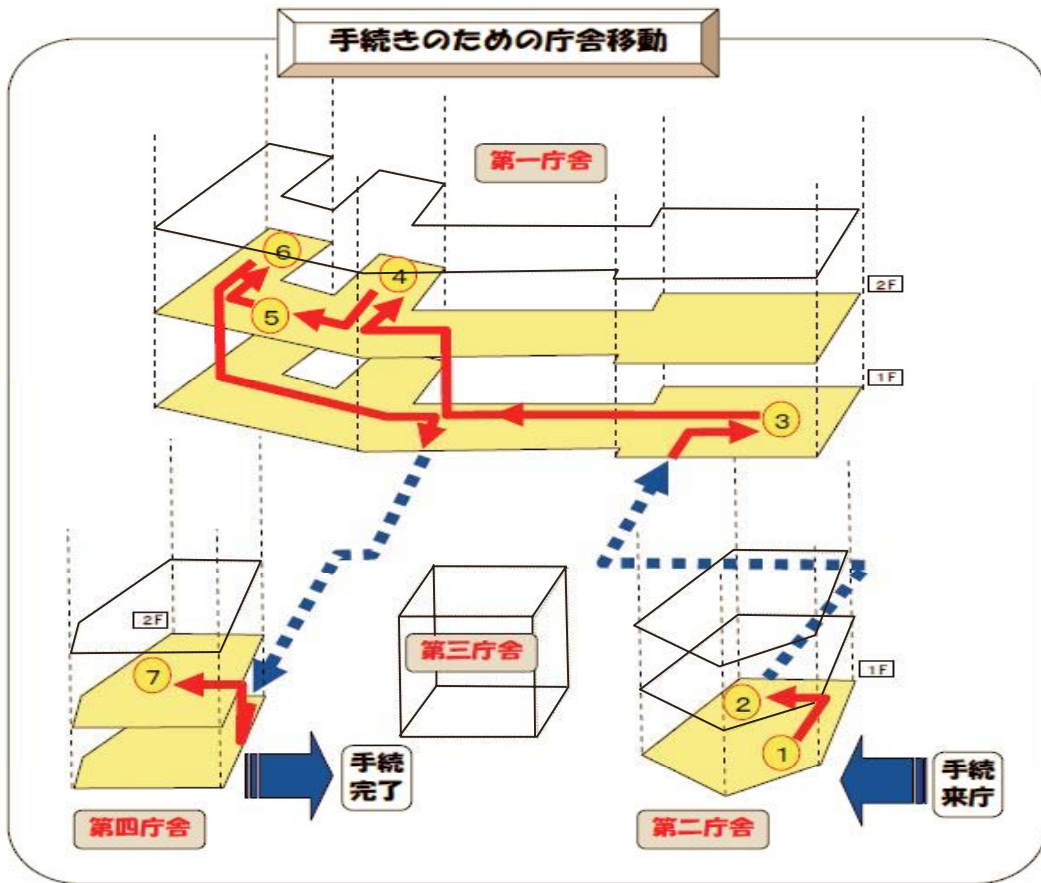 手続きのための庁舎移動
第一庁舎
⑥
④
2F
⑤
1F
③
2F
第三庁舎
⑦
1F
②
①
手続
完了
手続
来庁
第四庁舎
第二庁舎